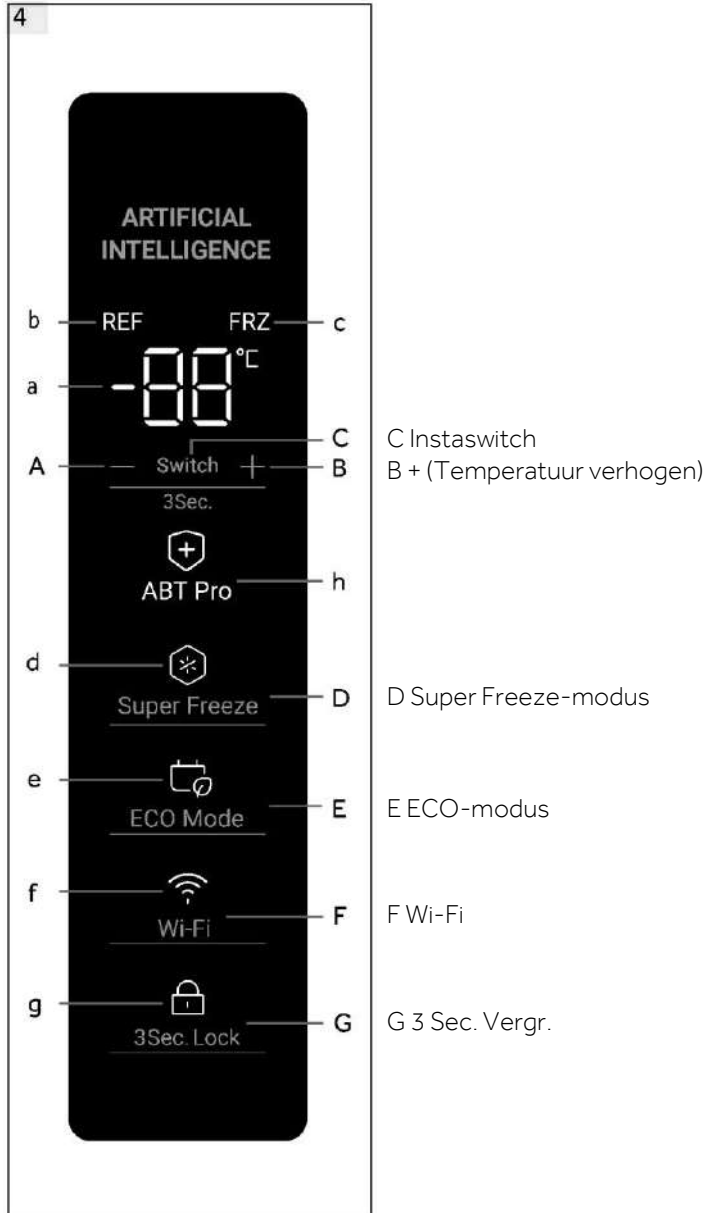 4
ARTIFICIAL
INTELLIGENCE
b REF FRZ c
a -88°C
C C Instaswitch
A — Switch + B B + (Temperatuur verhogen)
3Sec.
ABT Pro h
d
Super Freeze D D Super Freeze-modus
e
ECO Mode E E ECO-modus
f
Wi-Fi F F Wi-Fi
g
3Sec. Lock G G 3 Sec. Vergr.